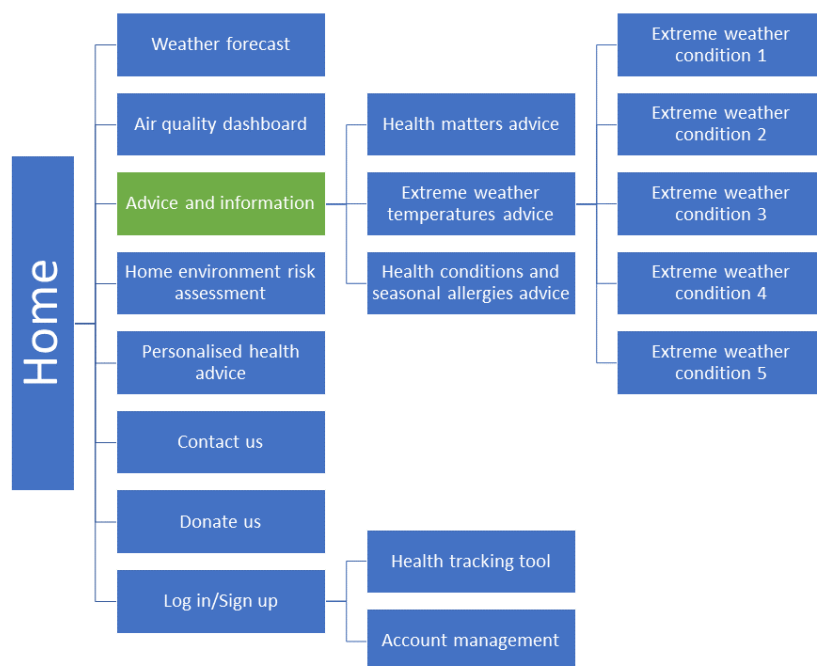 Home
Weather forecast
Air quality dashboard
Advice and information
Home environment risk
assessment
Personalised health
advice
Contact us
Donate us
Log in/Sign up
Health matters advice
Extreme weather
temperatures advice
Health conditions and
seasonal allergies advice
Health tracking tool
Account management
Extreme weather
condition 1
Extreme weather
condition 2
Extreme weather
condition 3
Extreme weather
condition 4
Extreme weather
condition 5